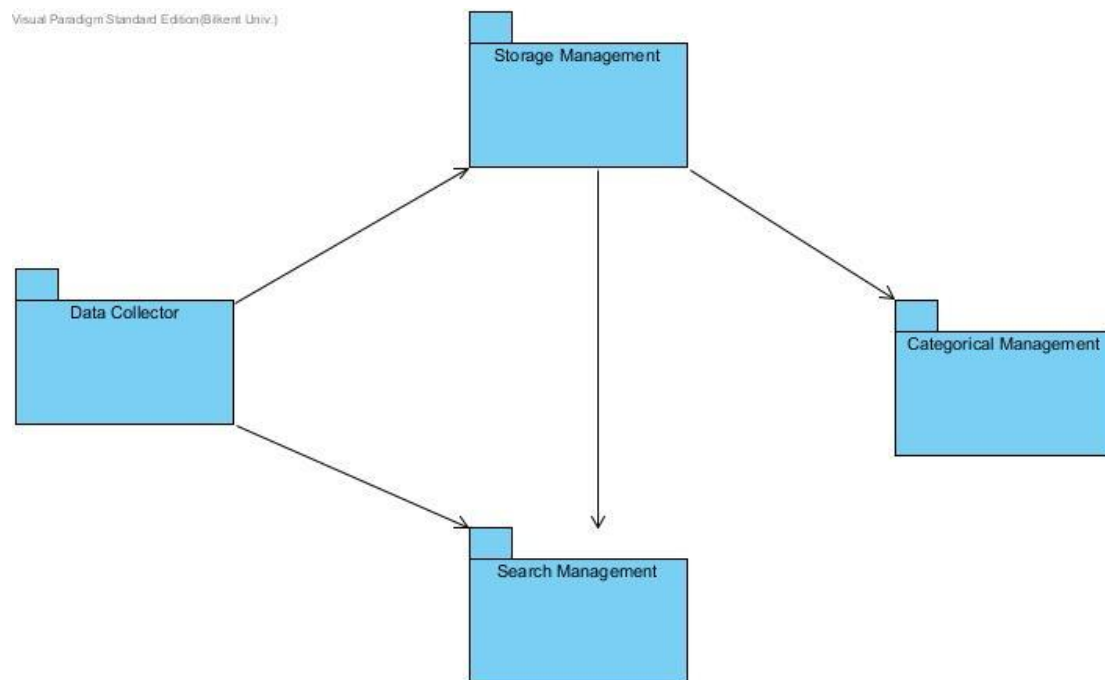 Visual Paradigm Standard Edition(Bilkent Univ.)
Storage Management
Data Collector
Categorical Management
Search Management